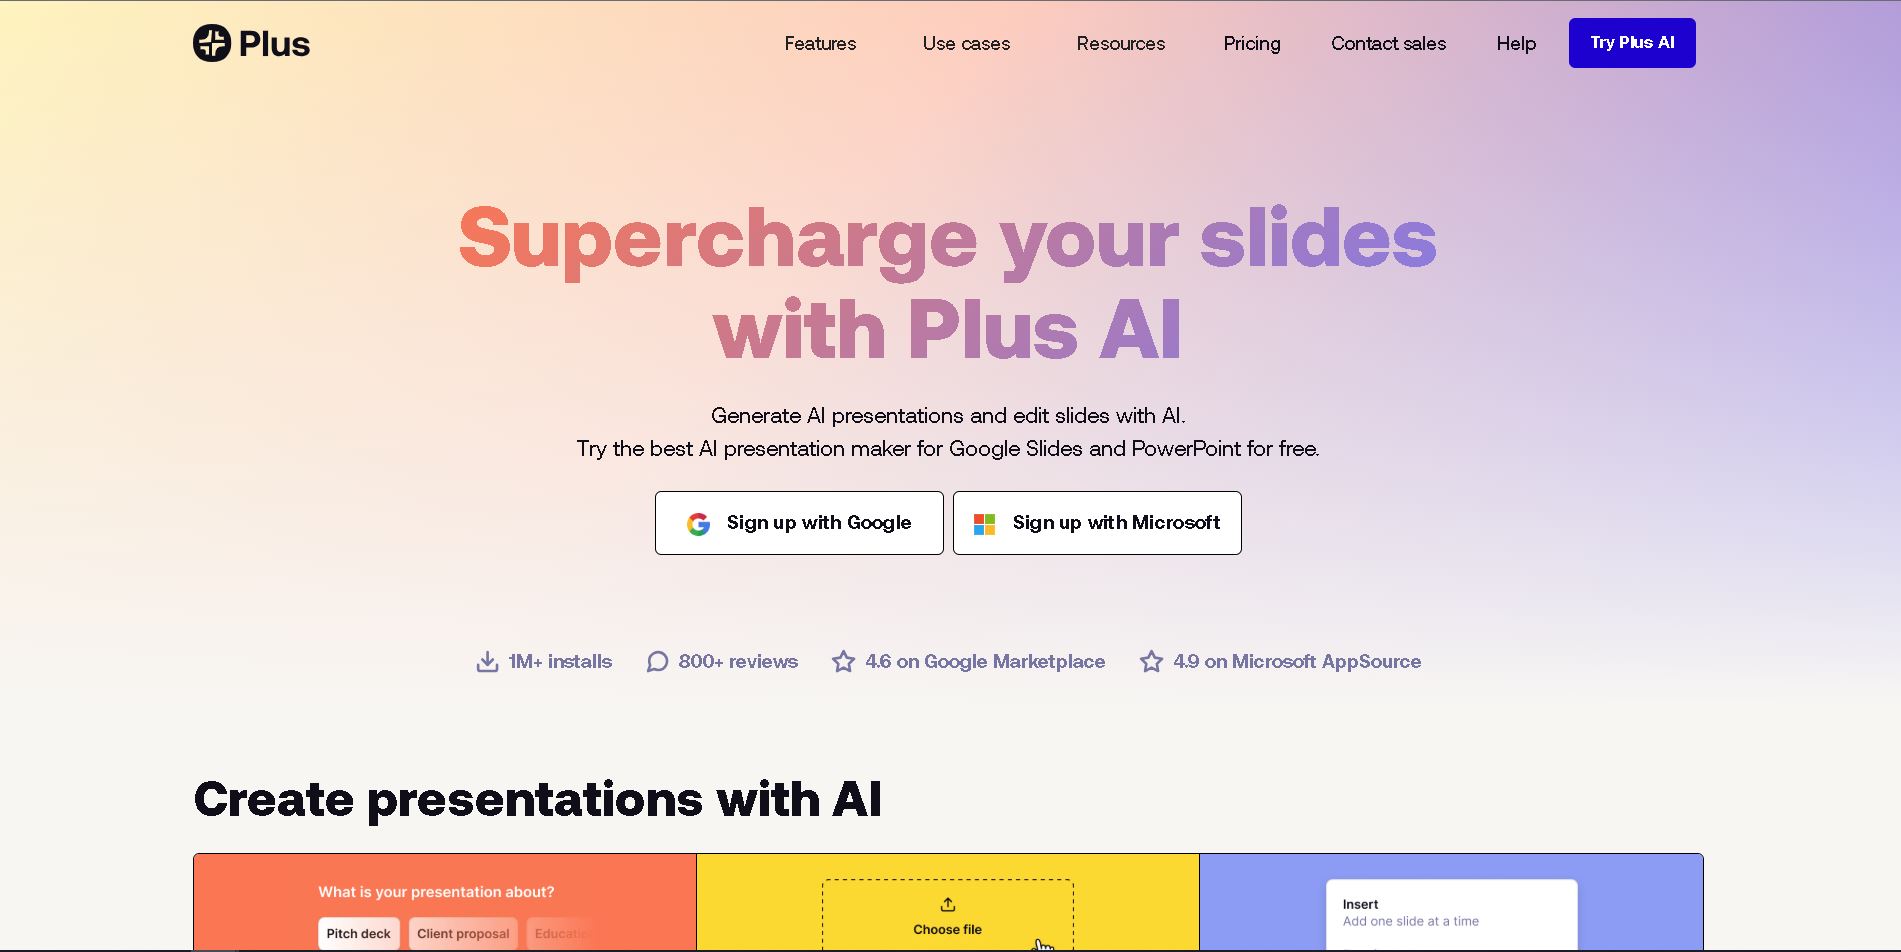 Plus
Features Use cases Resources Pricing Contact sales Help Try Plus AI
Supercharge your slides
with Plus AI
Generate AI presentations and edit slides with AI.
Try the best AI presentation maker for Google Slides and PowerPoint for free.
Sign up with Google Sign up with Microsoft
1M+ installs 800+ reviews 4.6 on Google Marketplace 4.9 on Microsoft AppSource
Create presentations with AI
What is your presentation about?
Pitch deck Client proposal
Choose file
Insert
Add one slide at a time